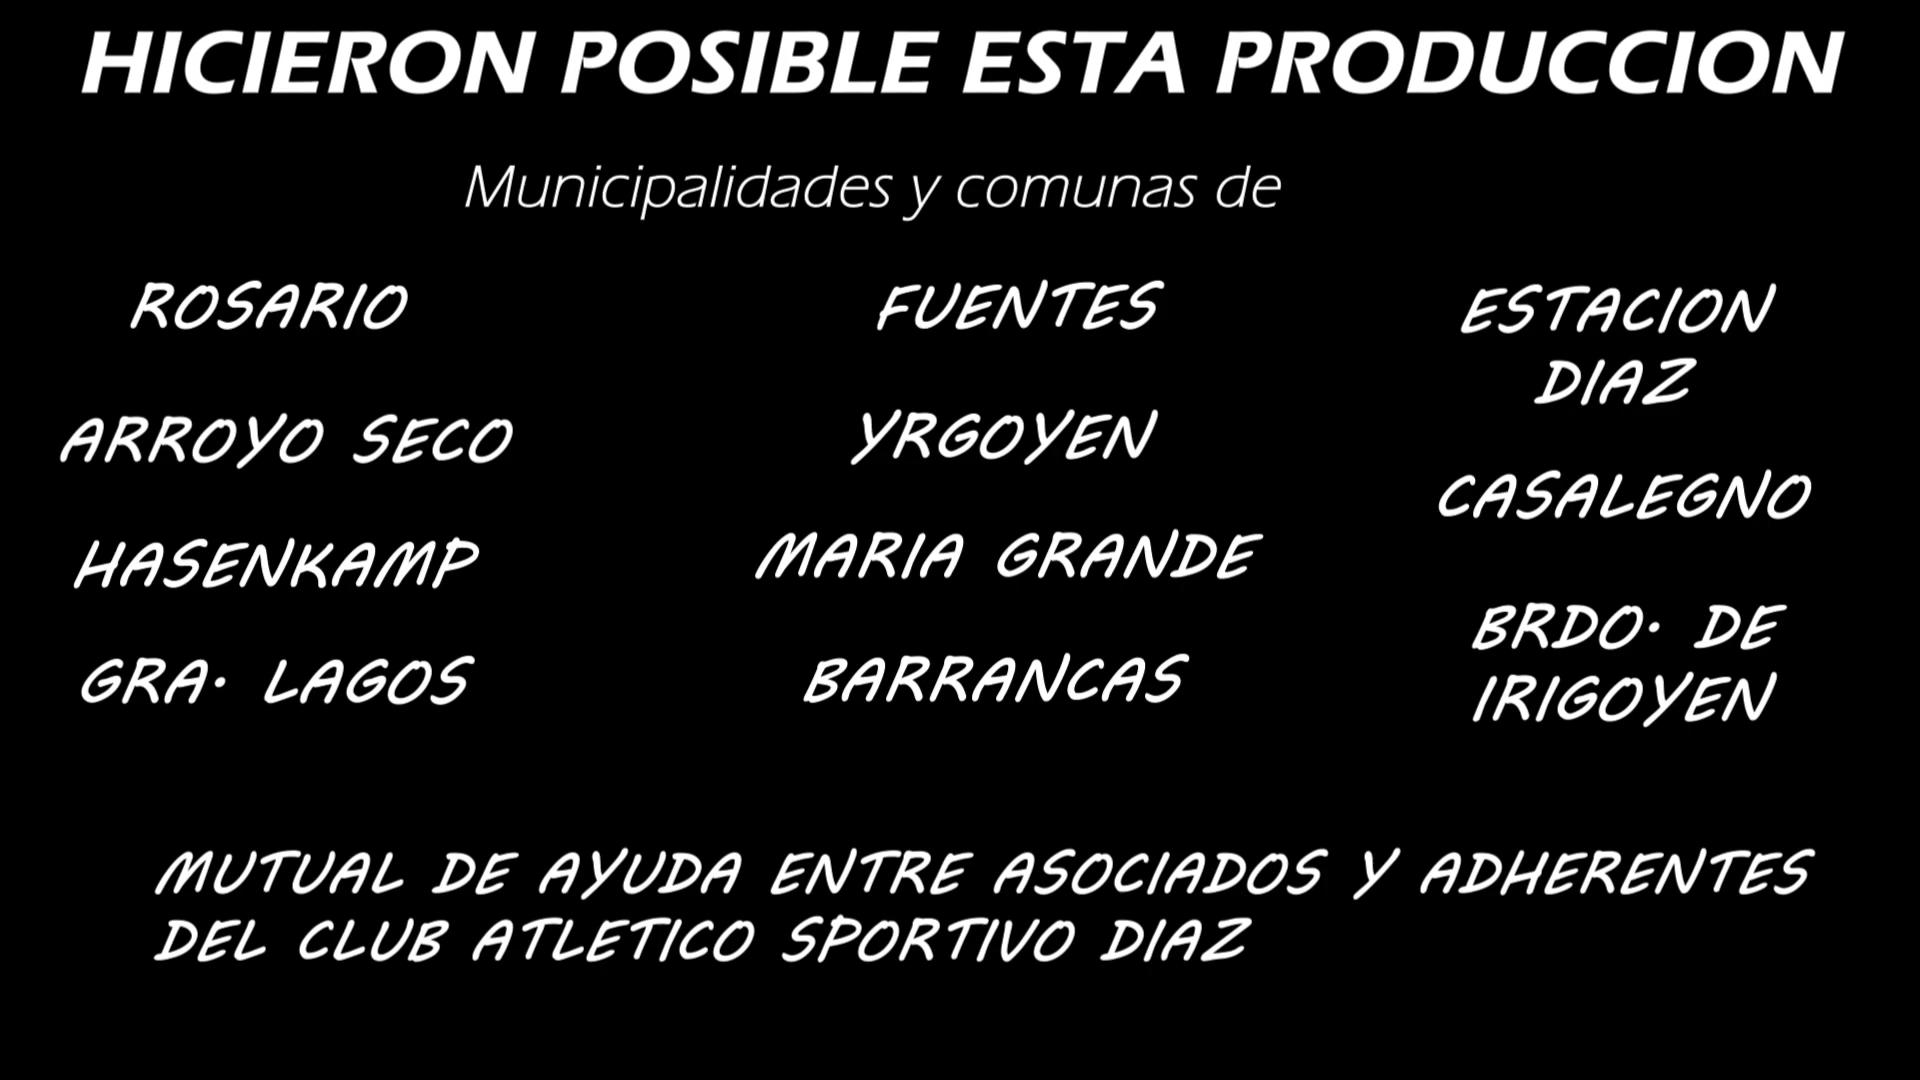 HICIERON POSIBLE ESTA PRODUCCION
Municipalidades y comunas de
ROSARIO
ARROYO SECO
HASENKAMP
GRA. LAGOS
FUENTES
YRGOYEN
MARIA GRANDE
BARRANCAS
ESTACION
DIAZ
CASALEGNO
BRDO. DE
IRIGOYEN
MUTUAL DE AYUDA ENTRE ASOCIADOS Y ADHERENTES
DEL CLUB ATLETICO SPORTIVO DIAZ